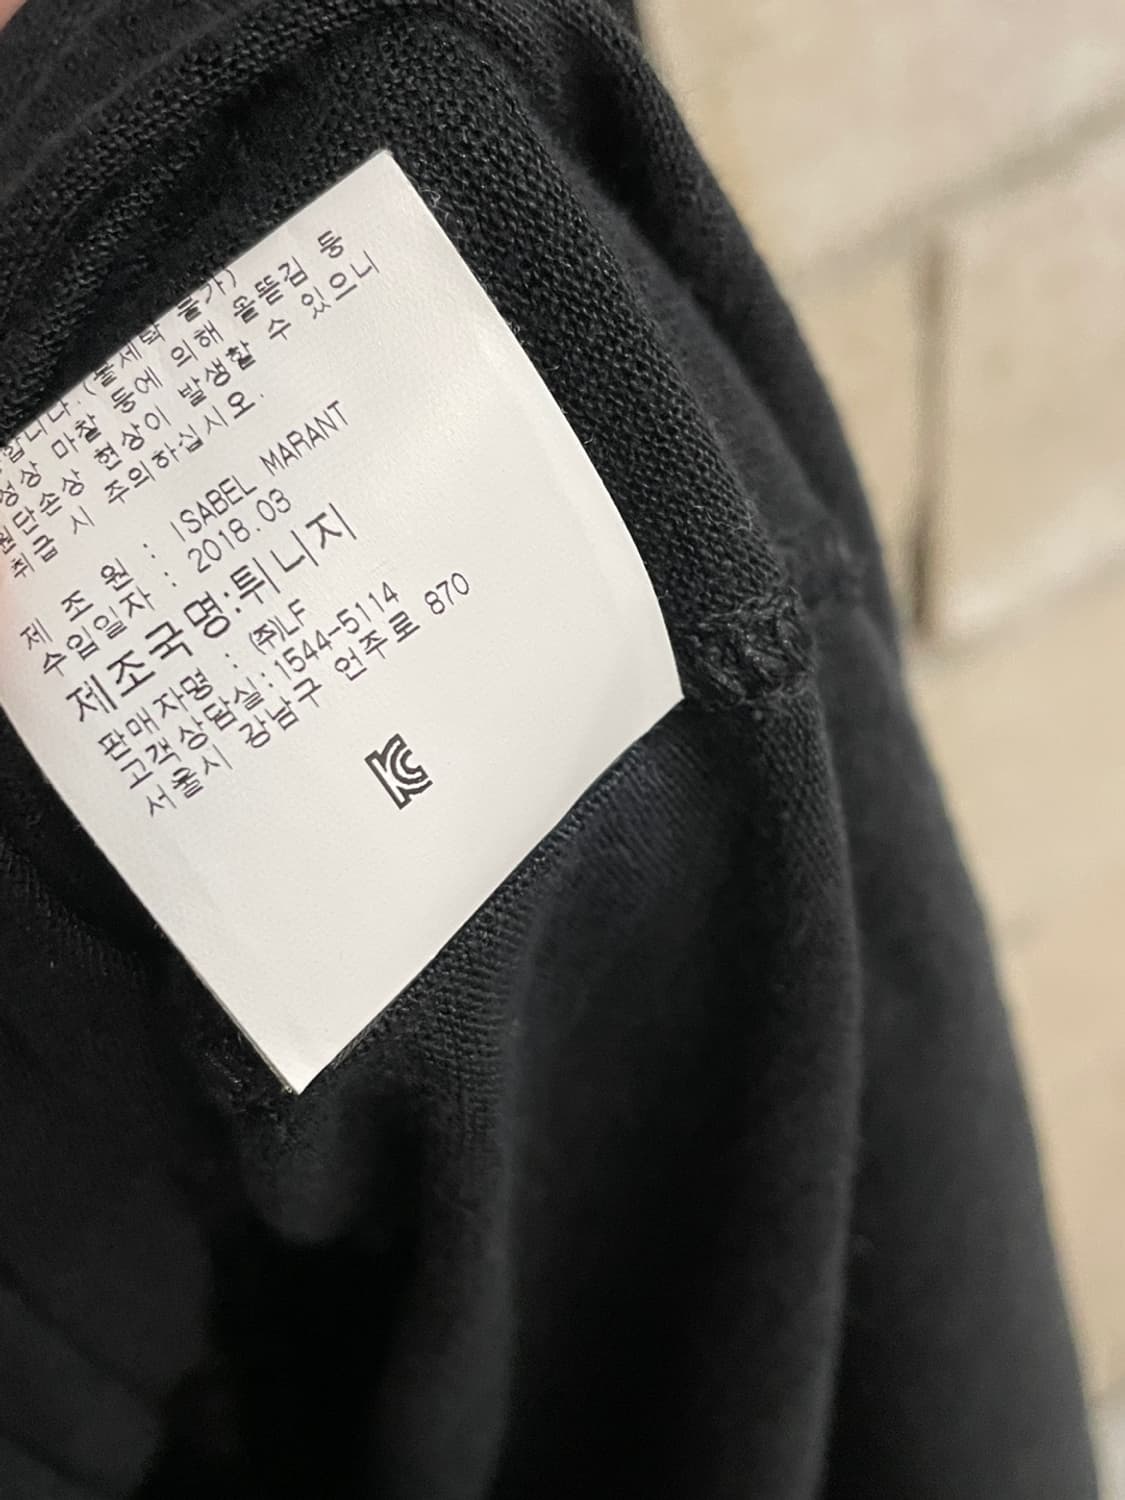 합니다.(물세탁 불가)
성상 마찰 등에 의해 올뜯김 등
원단손상 현상이 발생할 수 있으니
취급 시 주의하십시오.
제 조 원 : ISABEL MARANT
수입일자 : 2018.03
제조국명:튀니지
판매자명 : (주)LF
고객상담실:1544-5114
서울시 강남구 언주로 870